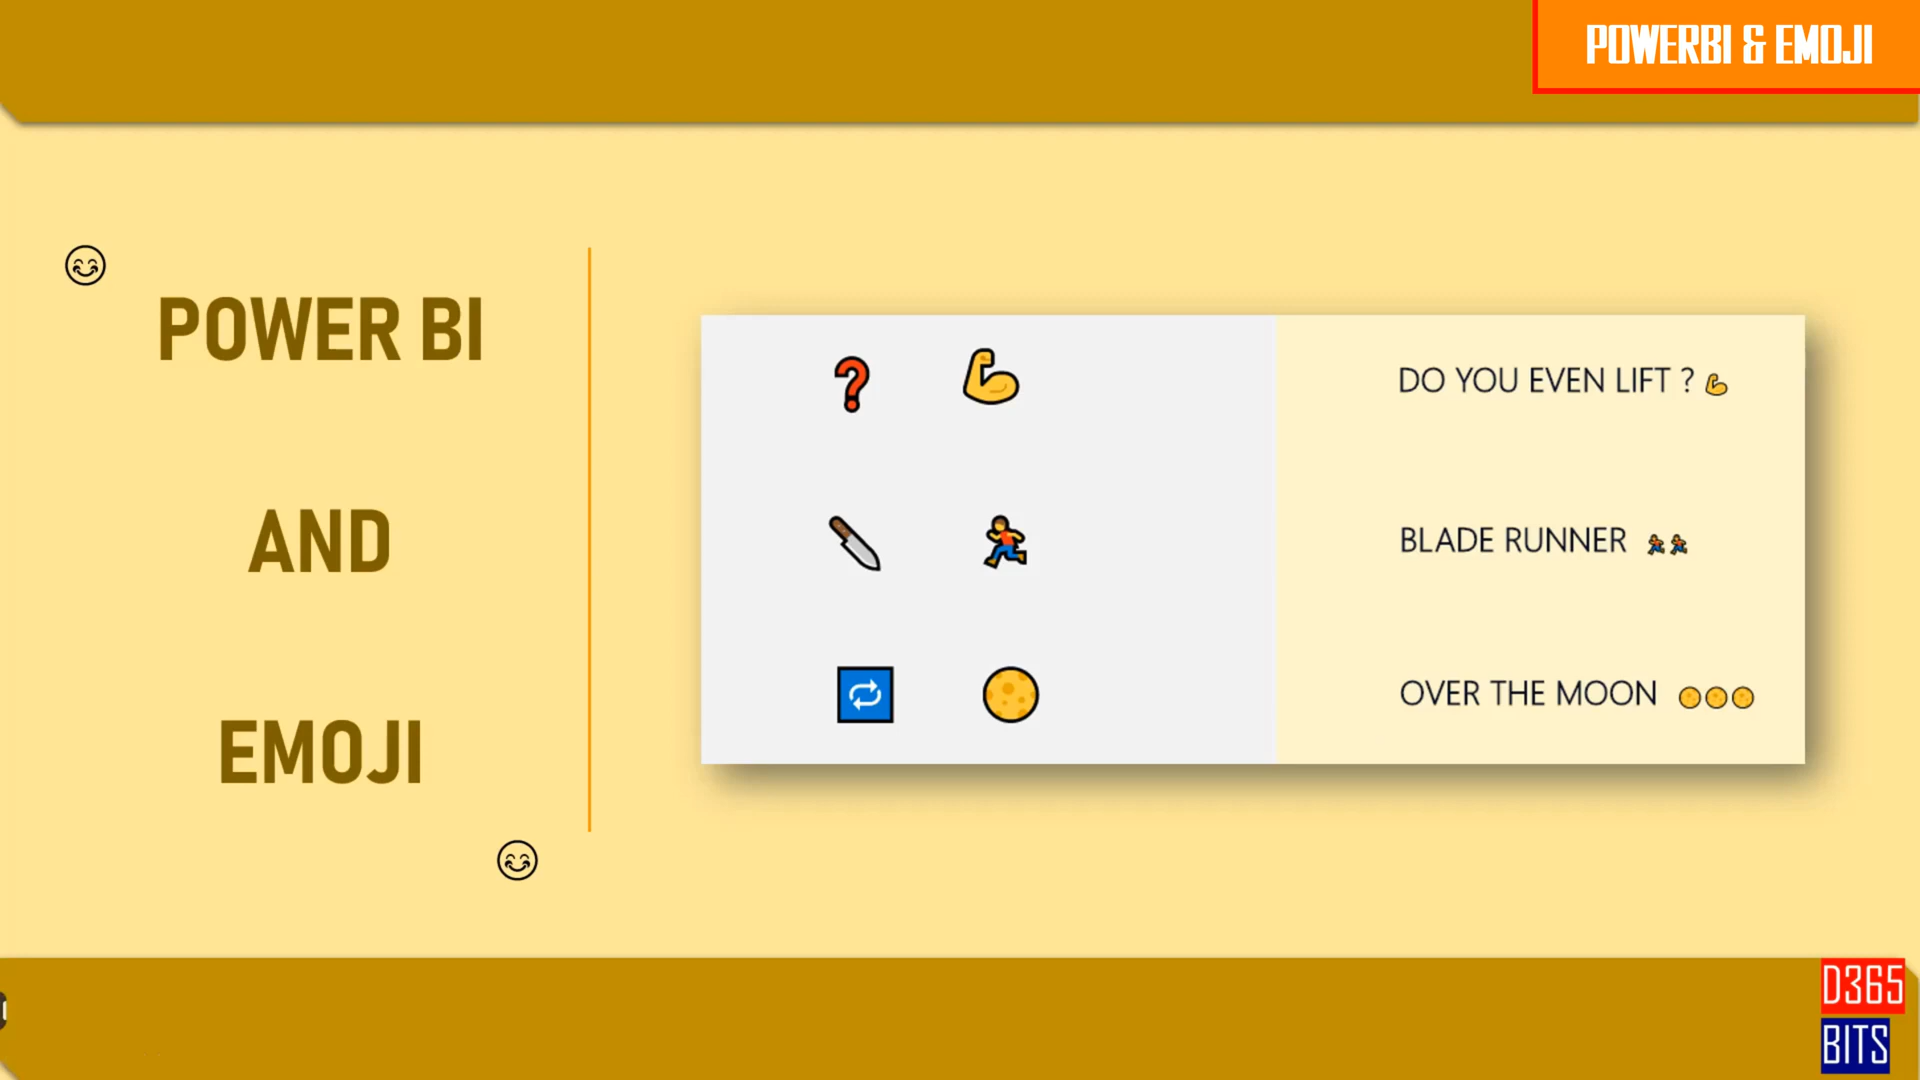 POWERBI & EMOJI
POWER BI
AND
EMOJI
❓ 💪
DO YOU EVEN LIFT ? 💪
🔪 🏃
BLADE RUNNER 🏃🏃
🔁 🌕
OVER THE MOON 🌕🌕🌕
D365
BITS